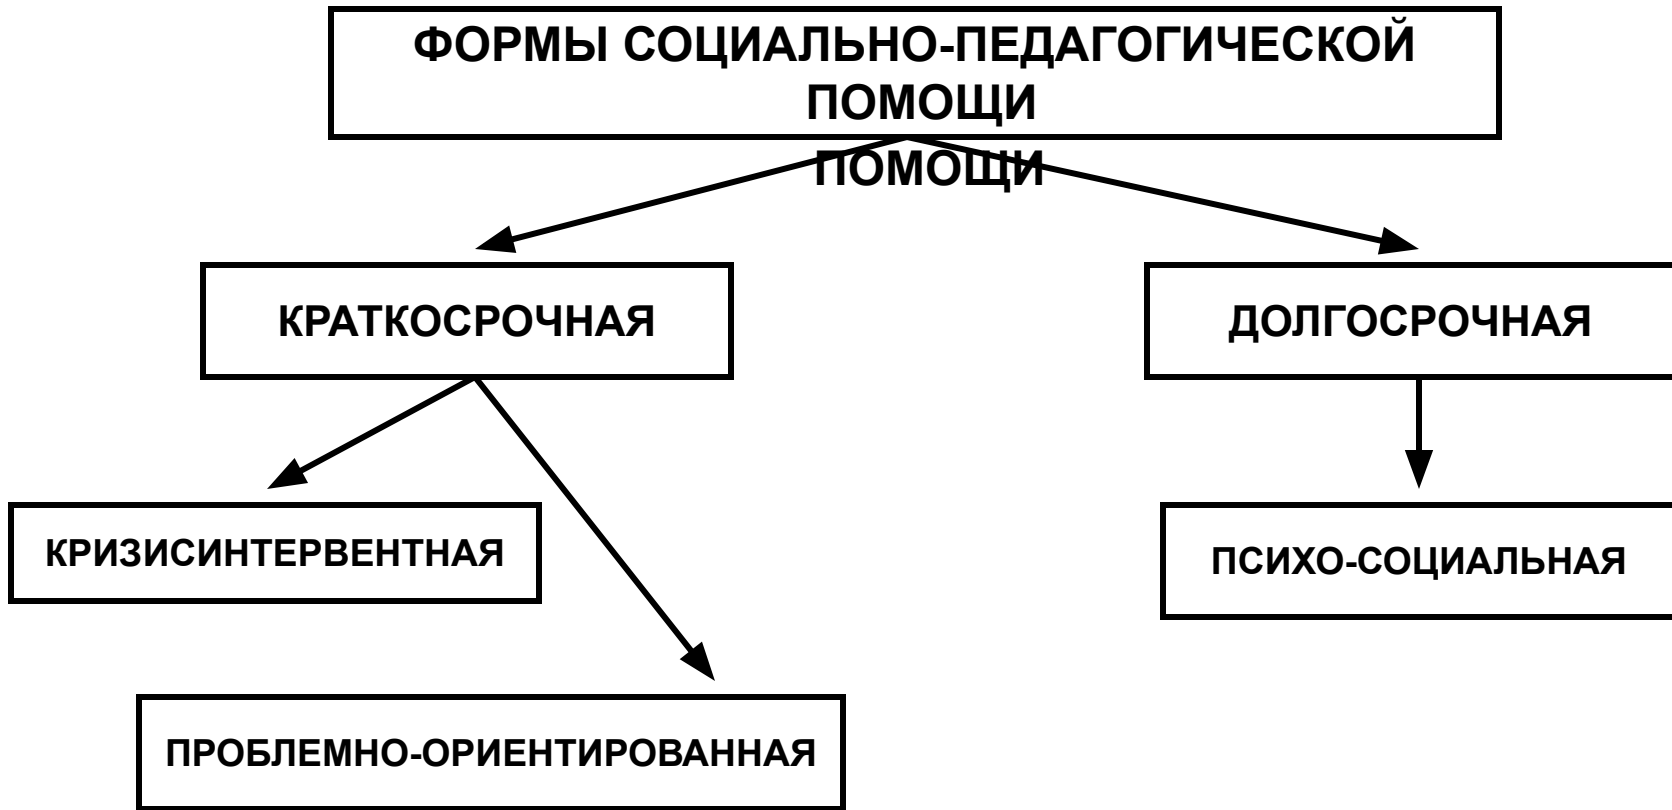 ФОРМЫ СОЦИАЛЬНО-ПЕДАГОГИЧЕСКОЙ
ПОМОЩИ
ПОМОЩИ
КРАТКОСРОЧНАЯ
ДОЛГОСРОЧНАЯ
КРИЗИСИНТЕРВЕНТНАЯ
ПСИХО-СОЦИАЛЬНАЯ
ПРОБЛЕМНО-ОРИЕНТИРОВАННАЯ